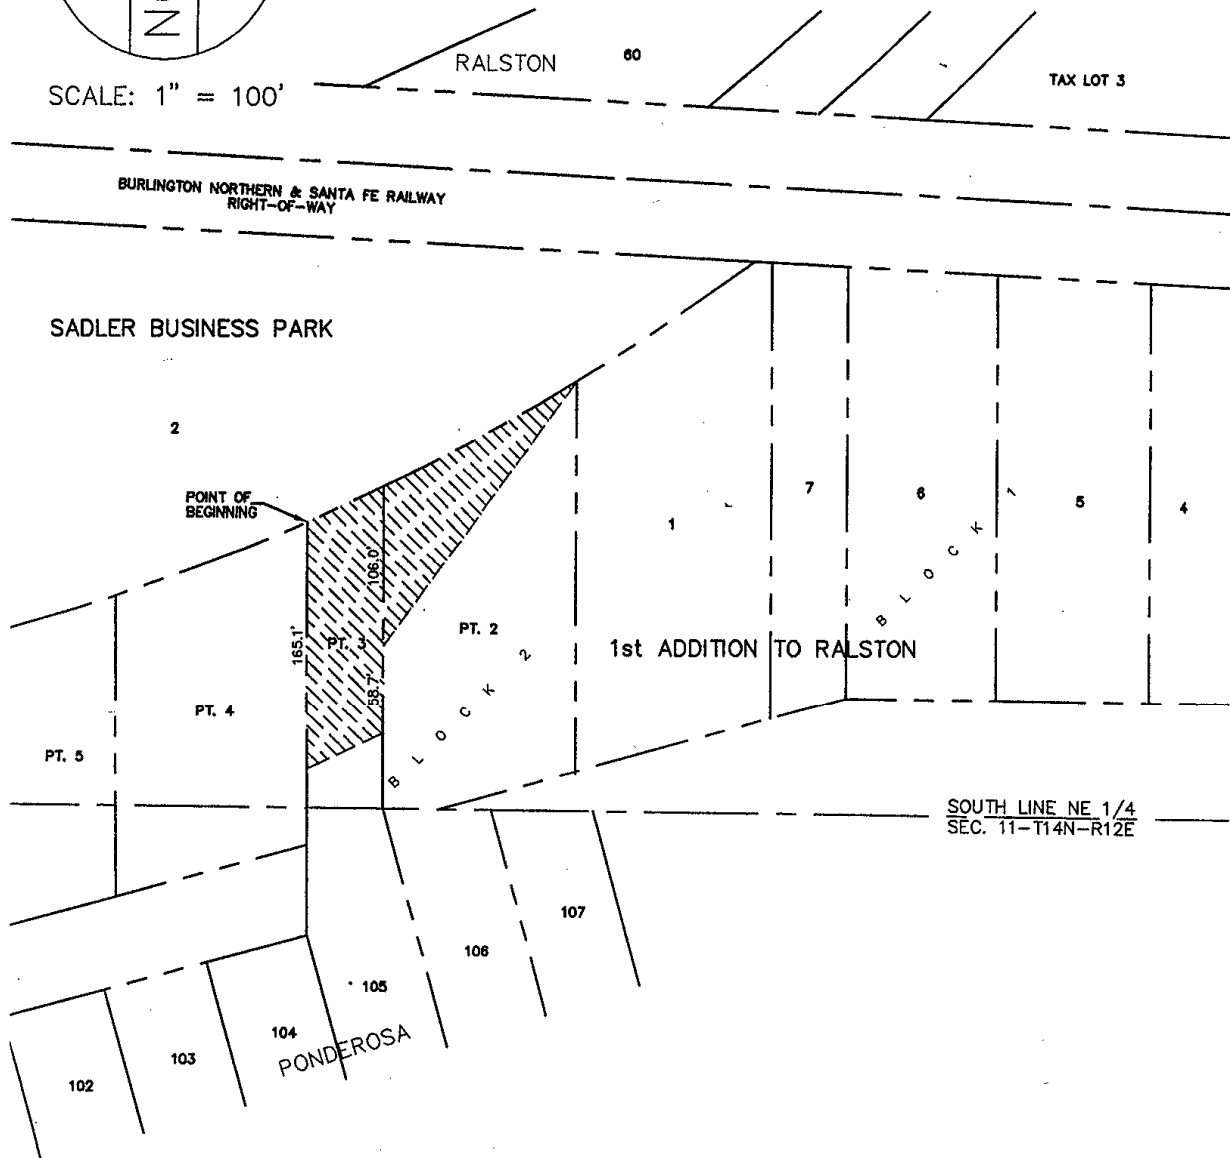 SCALE: 1" = 100'
RALSTON
60
TAX LOT 3
BURLINGTON NORTHERN & SANTA FE RAILWAY
RIGHT-OF-WAY
SADLER BUSINESS PARK
2
POINT OF
BEGINNING
106.0'
165.1'
58.7'
PT. 3
PT. 2
PT. 4
PT. 5
BLOCK 2
1
7
6
5
4
BLOCK 1
1st ADDITION TO RALSTON
SOUTH LINE NE 1/4
SEC. 11-T14N-R12E
107
106
105
104
103
102
PONDEROSA